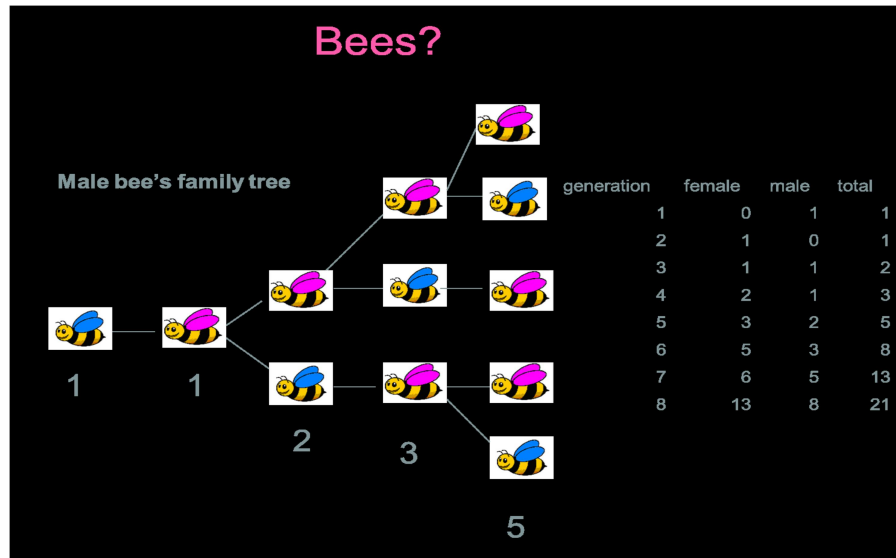 Bees?
Male bee's family tree
1
1
2
3
5
generation female male total
1 0 1 1
2 1 0 1
3 1 1 2
4 2 1 3
5 3 2 5
6 5 3 8
7 6 5 13
8 13 8 21